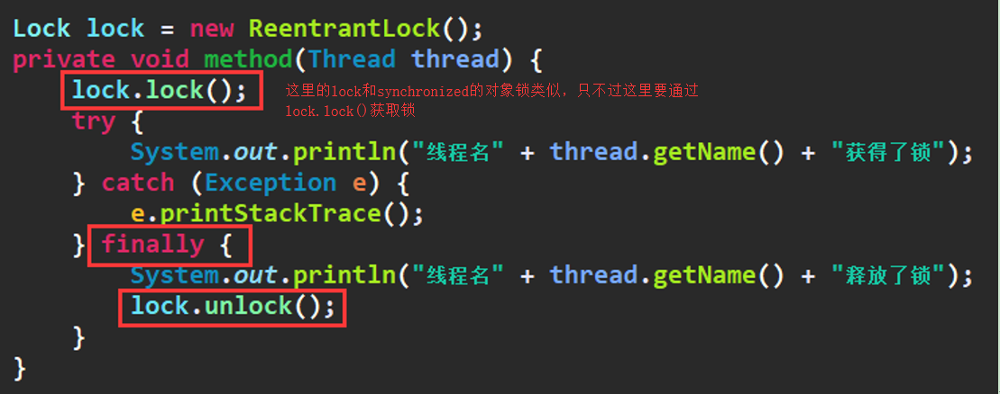 Lock lock = new ReentrantLock();
private void method(Thread thread) {
lock.lock();
这里的lock和synchronized的对象锁类似，只不过这里要通过
lock.lock()获取锁
try {
System.out.println("线程名" + thread.getName() + "获得了锁");
} catch (Exception e) {
e.printStackTrace();
} finally {
System.out.println("线程名" + thread.getName() + "释放了锁");
lock.unlock();
}
}